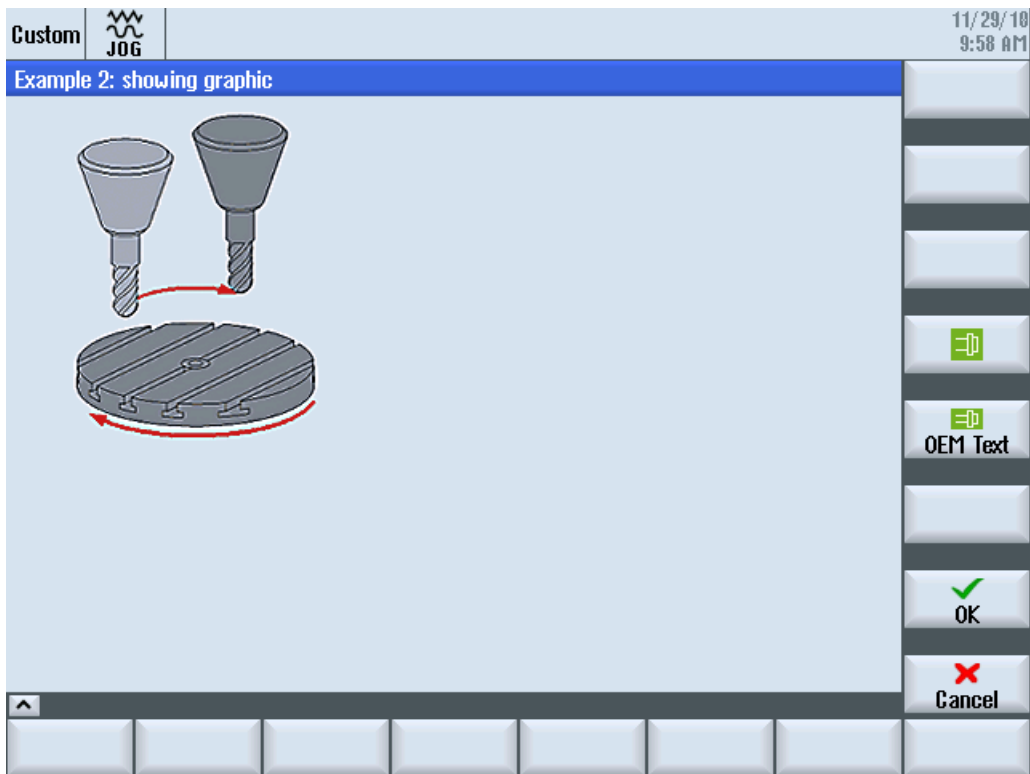 Custom
JOG
11/29/10
9:58 AM
Example 2: showing graphic
OEM Text
OK
Cancel